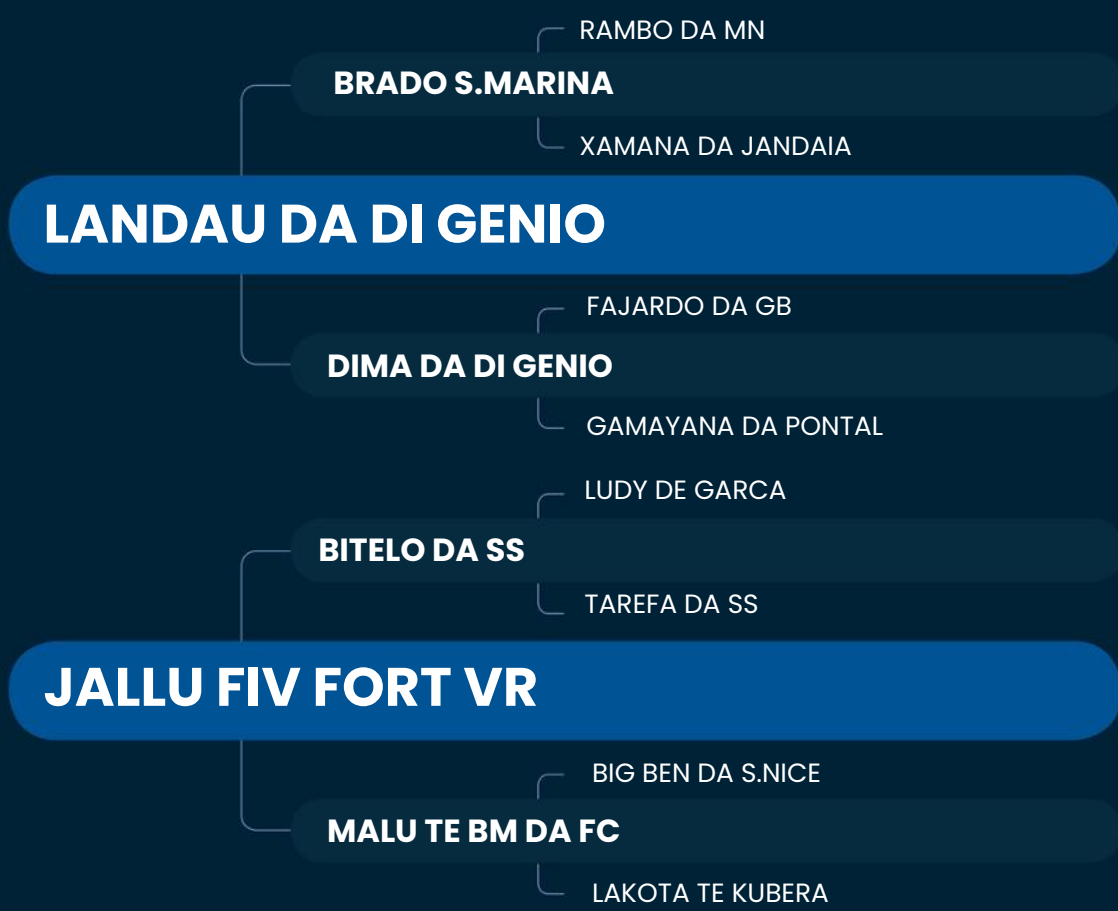 RAMBO DA MN
BRADO S.MARINA
XAMANA DA JANDAIA
LANDAU DA DI GENIO
FAJARDO DA GB
DIMA DA DI GENIO
GAMAYANA DA PONTAL
LUDY DE GARCA
BITELO DA SS
TAREFA DA SS
JALLU FIV FORT VR
BIG BEN DA S.NICE
MALU TE BM DA FC
LAKOTA TE KUBERA